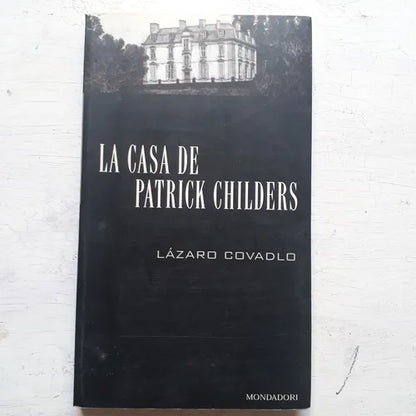 LA CASA DE
PATRICK CHILDERS
LÁZARO COVADLO
MONDADORI